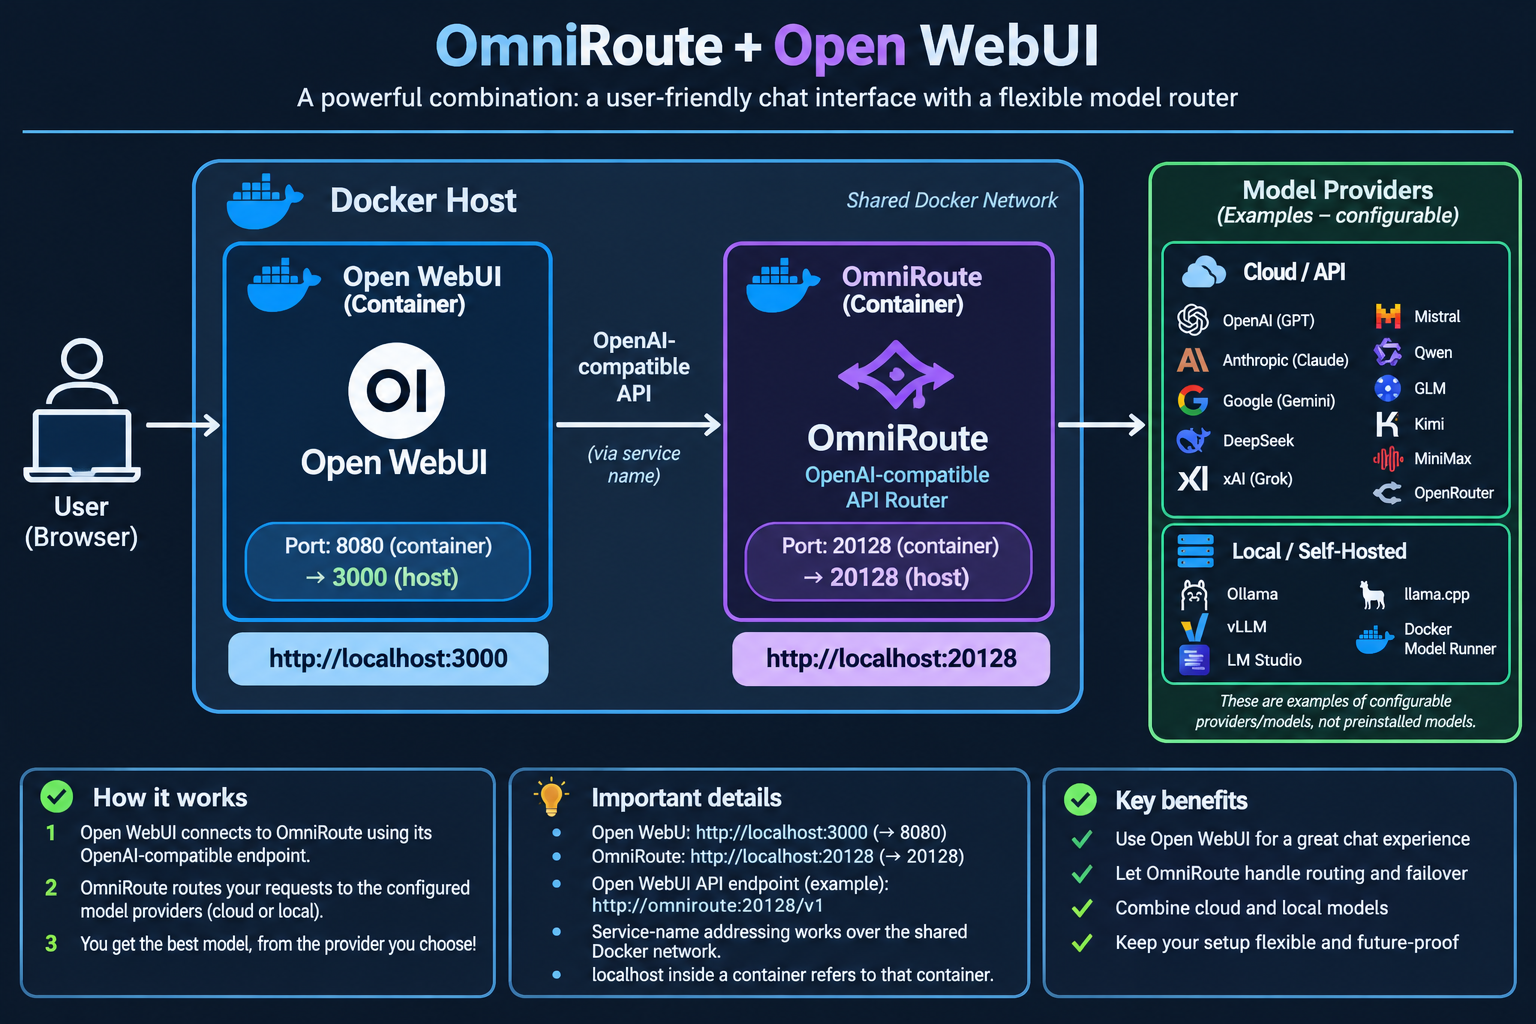 OmniRoute + Open WebUI
A powerful combination: a user-friendly chat interface with a flexible model router
Docker Host
Shared Docker Network
Open WebUI
(Container)
OI
Open WebUI
Port: 8080 (container)
→ 3000 (host)
http://localhost:3000
User
(Browser)
OpenAI-
compatible
API
(via service
name)
OmniRoute
(Container)
OmniRoute
OpenAI-compatible
API Router
Port: 20128 (container)
→ 20128 (host)
http://localhost:20128
Model Providers
(Examples – configurable)
Cloud / API
OpenAI (GPT)
Anthropic (Claude)
Google (Gemini)
DeepSeek
xAI (Grok)
Mistral
Qwen
GLM
Kimi
MiniMax
OpenRouter
Local / Self-Hosted
Ollama
vLLM
LM Studio
llama.cpp
Docker
Model Runner
These are examples of configurable
providers/models, not preinstalled models.
How it works
1 Open WebUI connects to OmniRoute using its
OpenAI-compatible endpoint.
2 OmniRoute routes your requests to the configured
model providers (cloud or local).
3 You get the best model, from the provider you choose!
Important details
• Open WebU: http://localhost:3000 (→ 8080)
• OmniRoute: http://localhost:20128 (→ 20128)
• Open WebUI API endpoint (example):
http://omniroute:20128/v1
• Service-name addressing works over the shared
Docker network.
• localhost inside a container refers to that container.
Key benefits
Use Open WebUI for a great chat experience
Let OmniRoute handle routing and failover
Combine cloud and local models
Keep your setup flexible and future-proof